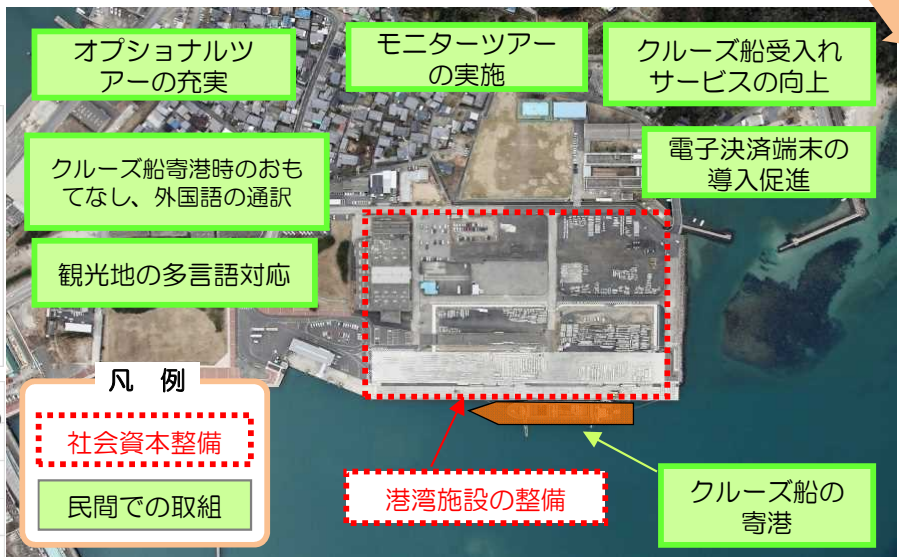 オプショナルツ
アーの充実
モニターツアー
の実施
クルーズ船受入れ
サービスの向上
クルーズ船寄港時のおも
てなし、外国語の通訳
電子決済端末の
導入促進
観光地の多言語対応
凡 例
社会資本整備
民間での取組
港湾施設の整備
クルーズ船の
寄港